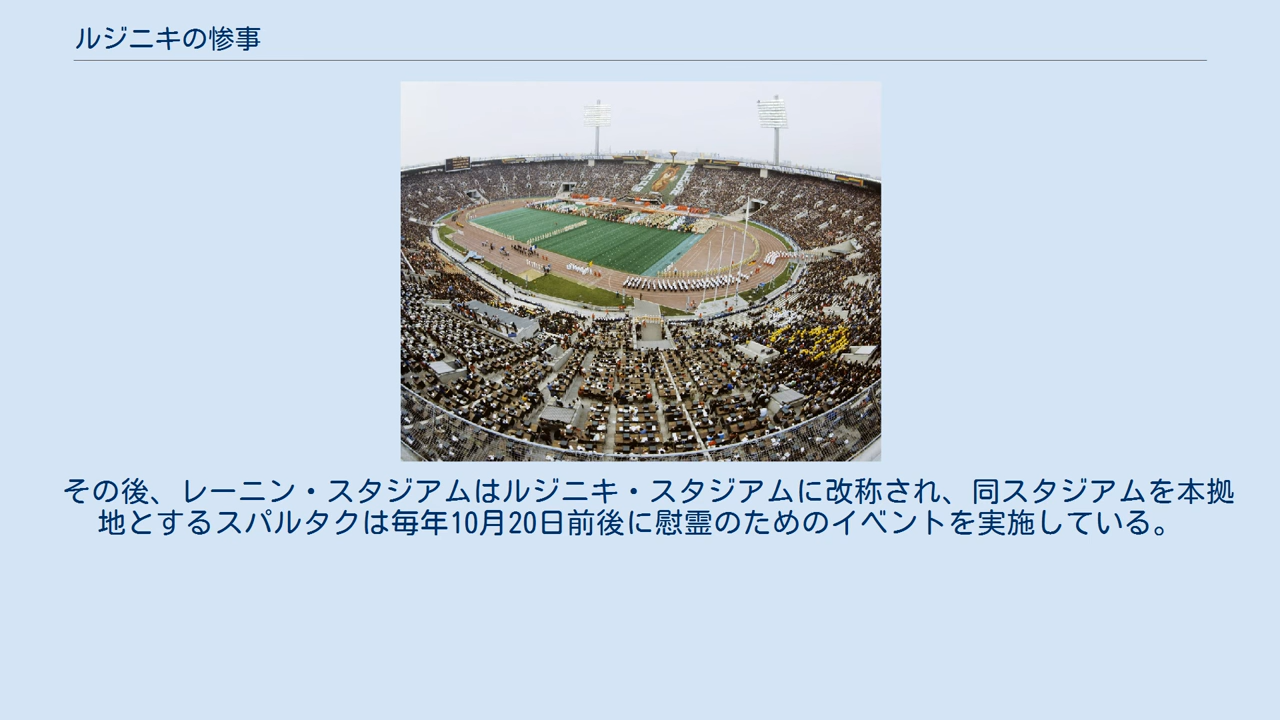 ルジニキの惨事
その後、レーニン・スタジアムはルジニキ・スタジアムに改称され、同スタジアムを本拠
地とするスパルタクは毎年10月20日前後に慰霊のためのイベントを実施している。